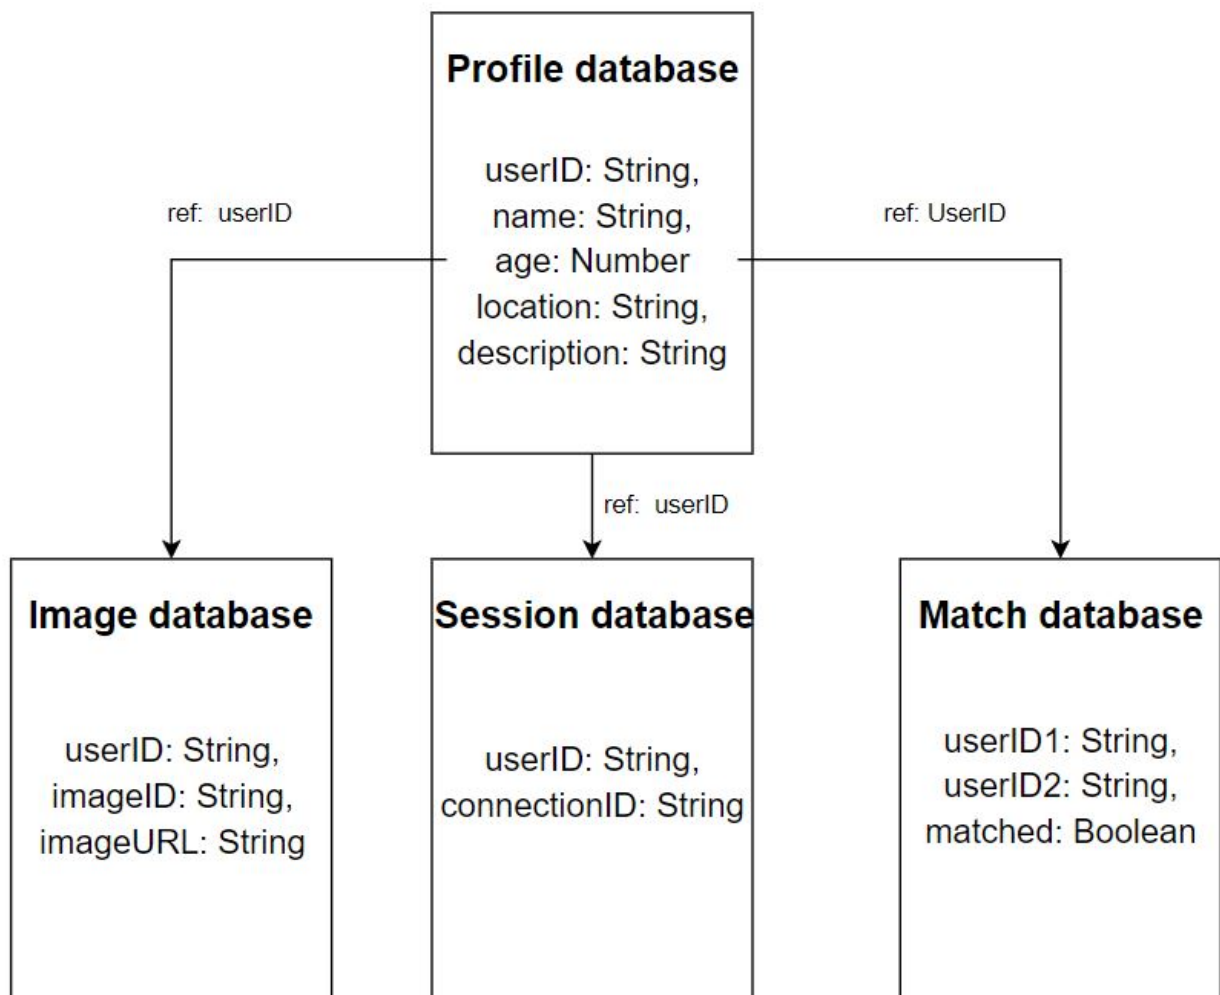 Profile database
userID: String,
name: String,
age: Number
location: String,
description: String
ref:  userID
ref: UserID
ref:  userID
Image database
userID: String,
imageID: String,
imageURL: String
Session database
userID: String,
connectionID: String
Match database
userID1: String,
userID2: String,
matched: Boolean